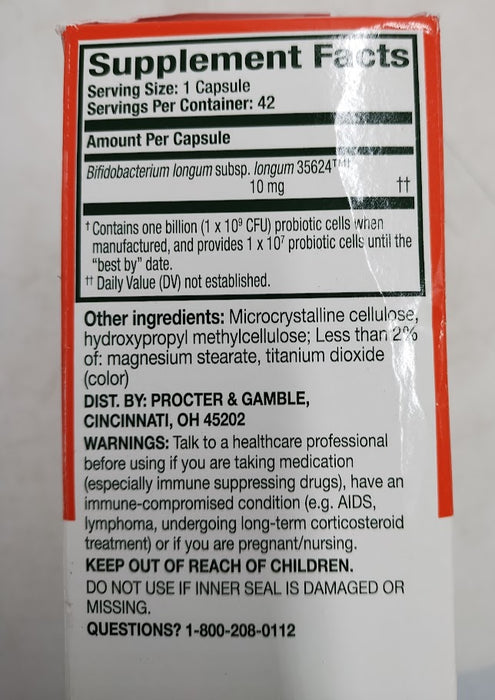 Supplement Facts
Serving Size: 1 Capsule
Servings Per Container: 42
Amount Per Capsule
Bifidobacterium longum subsp. longum 35624™†
10 mg ††
† Contains one billion (1 x 10⁹ CFU) probiotic cells when
manufactured, and provides 1 x 10⁷ probiotic cells until the
“best by” date.
†† Daily Value (DV) not established.
Other ingredients: Microcrystalline cellulose,
hydroxypropyl methylcellulose; Less than 2%
of: magnesium stearate, titanium dioxide
(color)
DIST. BY: PROCTER & GAMBLE,
CINCINNATI, OH 45202
WARNINGS: Talk to a healthcare professional
before using if you are taking medication
(especially immune suppressing drugs), have an
immune-compromised condition (e.g. AIDS,
lymphoma, undergoing long-term corticosteroid
treatment) or if you are pregnant/nursing.
KEEP OUT OF REACH OF CHILDREN.
DO NOT USE IF INNER SEAL IS DAMAGED OR
MISSING.
QUESTIONS? 1-800-208-0112